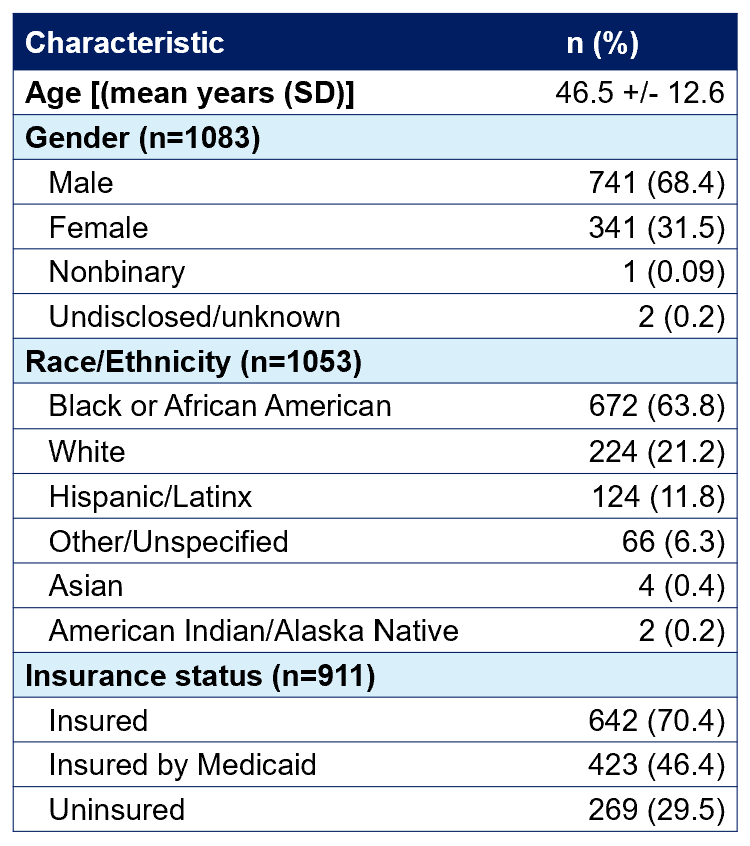 Characteristic n (%)
Age [(mean years (SD)] 46.5 +/- 12.6
Gender (n=1083)
Male 741 (68.4)
Female 341 (31.5)
Nonbinary 1 (0.09)
Undisclosed/unknown 2 (0.2)
Race/Ethnicity (n=1053)
Black or African American 672 (63.8)
White 224 (21.2)
Hispanic/Latinx 124 (11.8)
Other/Unspecified 66 (6.3)
Asian 4 (0.4)
American Indian/Alaska Native 2 (0.2)
Insurance status (n=911)
Insured 642 (70.4)
Insured by Medicaid 423 (46.4)
Uninsured 269 (29.5)